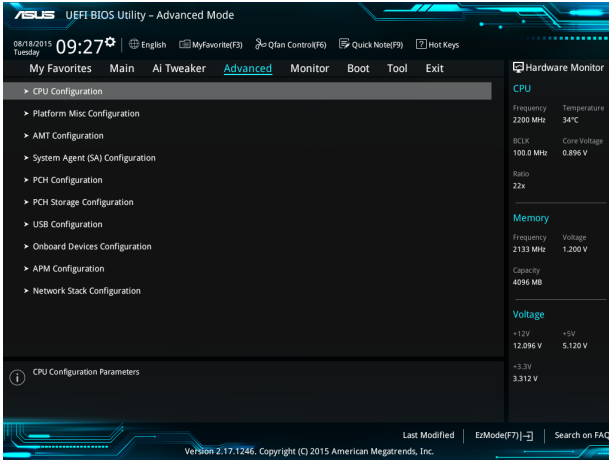 ASUS UEFI BIOS Utility – Advanced Mode
08/18/2015 Tuesday 09:27 English MyFavorite(F3) Qfan Control(F6) Quick Note(F9) Hot Keys
My Favorites Main Ai Tweaker Advanced Monitor Boot Tool Exit
> CPU Configuration
> Platform Misc Configuration
> AMT Configuration
> System Agent (SA) Configuration
> PCH Configuration
> PCH Storage Configuration
> USB Configuration
> Onboard Devices Configuration
> APM Configuration
> Network Stack Configuration
CPU Configuration Parameters
Hardware Monitor
CPU
Frequency Temperature
2200 MHz 34°C
BCLK Core Voltage
100.0 MHz 0.896 V
Ratio
22x
Memory
Frequency Voltage
2133 MHz 1.200 V
Capacity
4096 MB
Voltage
+12V +5V
12.096 V 5.120 V
+3.3V
3.312 V
Last Modified EzMode(F7) Search on FAQ
Version 2.17.1246. Copyright (C) 2015 American Megatrends, Inc.